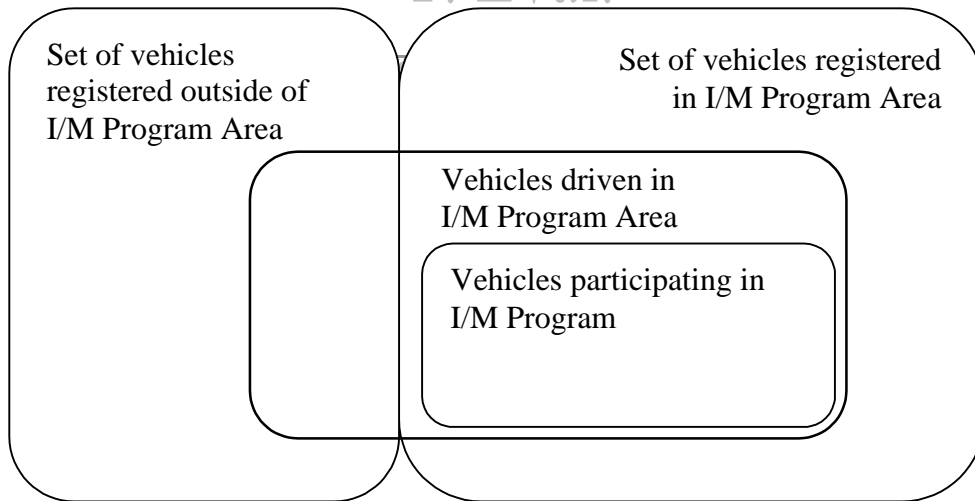 Set of vehicles
registered outside of
I/M Program Area
Set of vehicles registered
in I/M Program Area
Vehicles driven in
I/M Program Area
Vehicles participating in
I/M Program